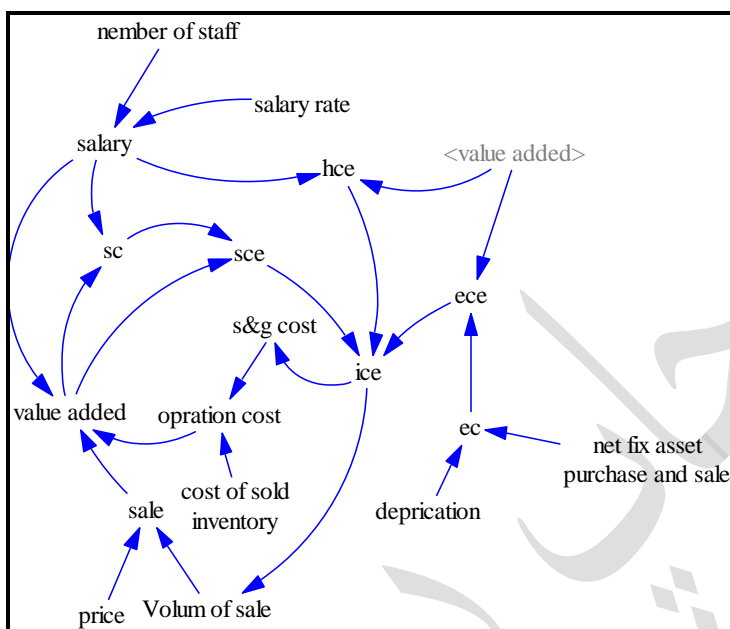 nember of staff
salary rate
salary
<value added>
hce
sc
sce
ece
s&g cost
ice
value added
opration cost
ec
net fix asset
purchase and sale
cost of sold
inventory
sale
deprication
price
Volum of sale